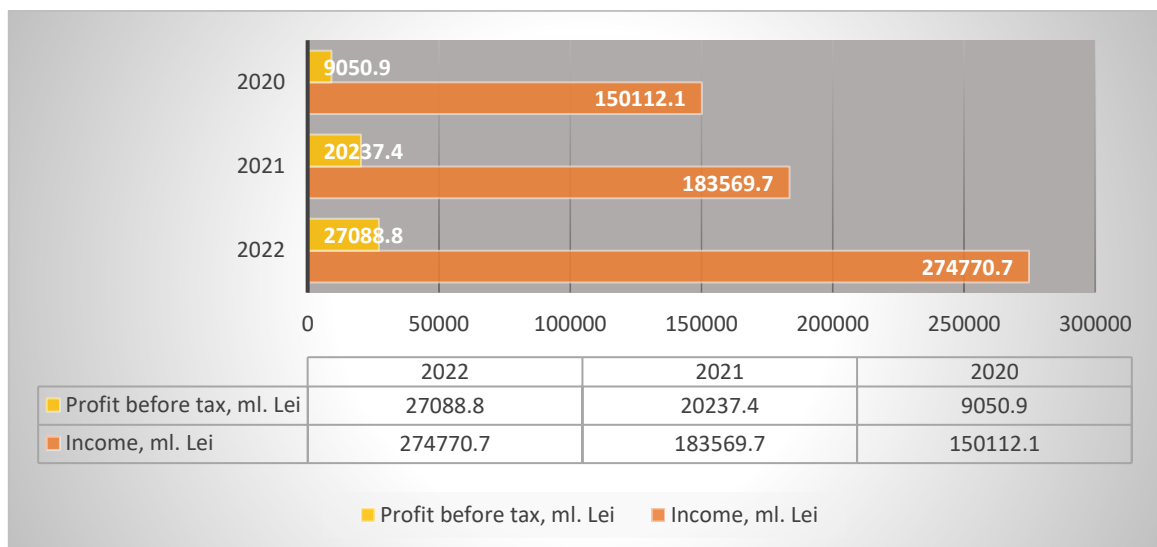 2020
9050.9
150112.1
2021
20237.4
183569.7
2022
27088.8
274770.7
0 50000 100000 150000 200000 250000 300000
2022 2021 2020
Profit before tax, ml. Lei 27088.8 20237.4 9050.9
Income, ml. Lei 274770.7 183569.7 150112.1
Profit before tax, ml. Lei Income, ml. Lei